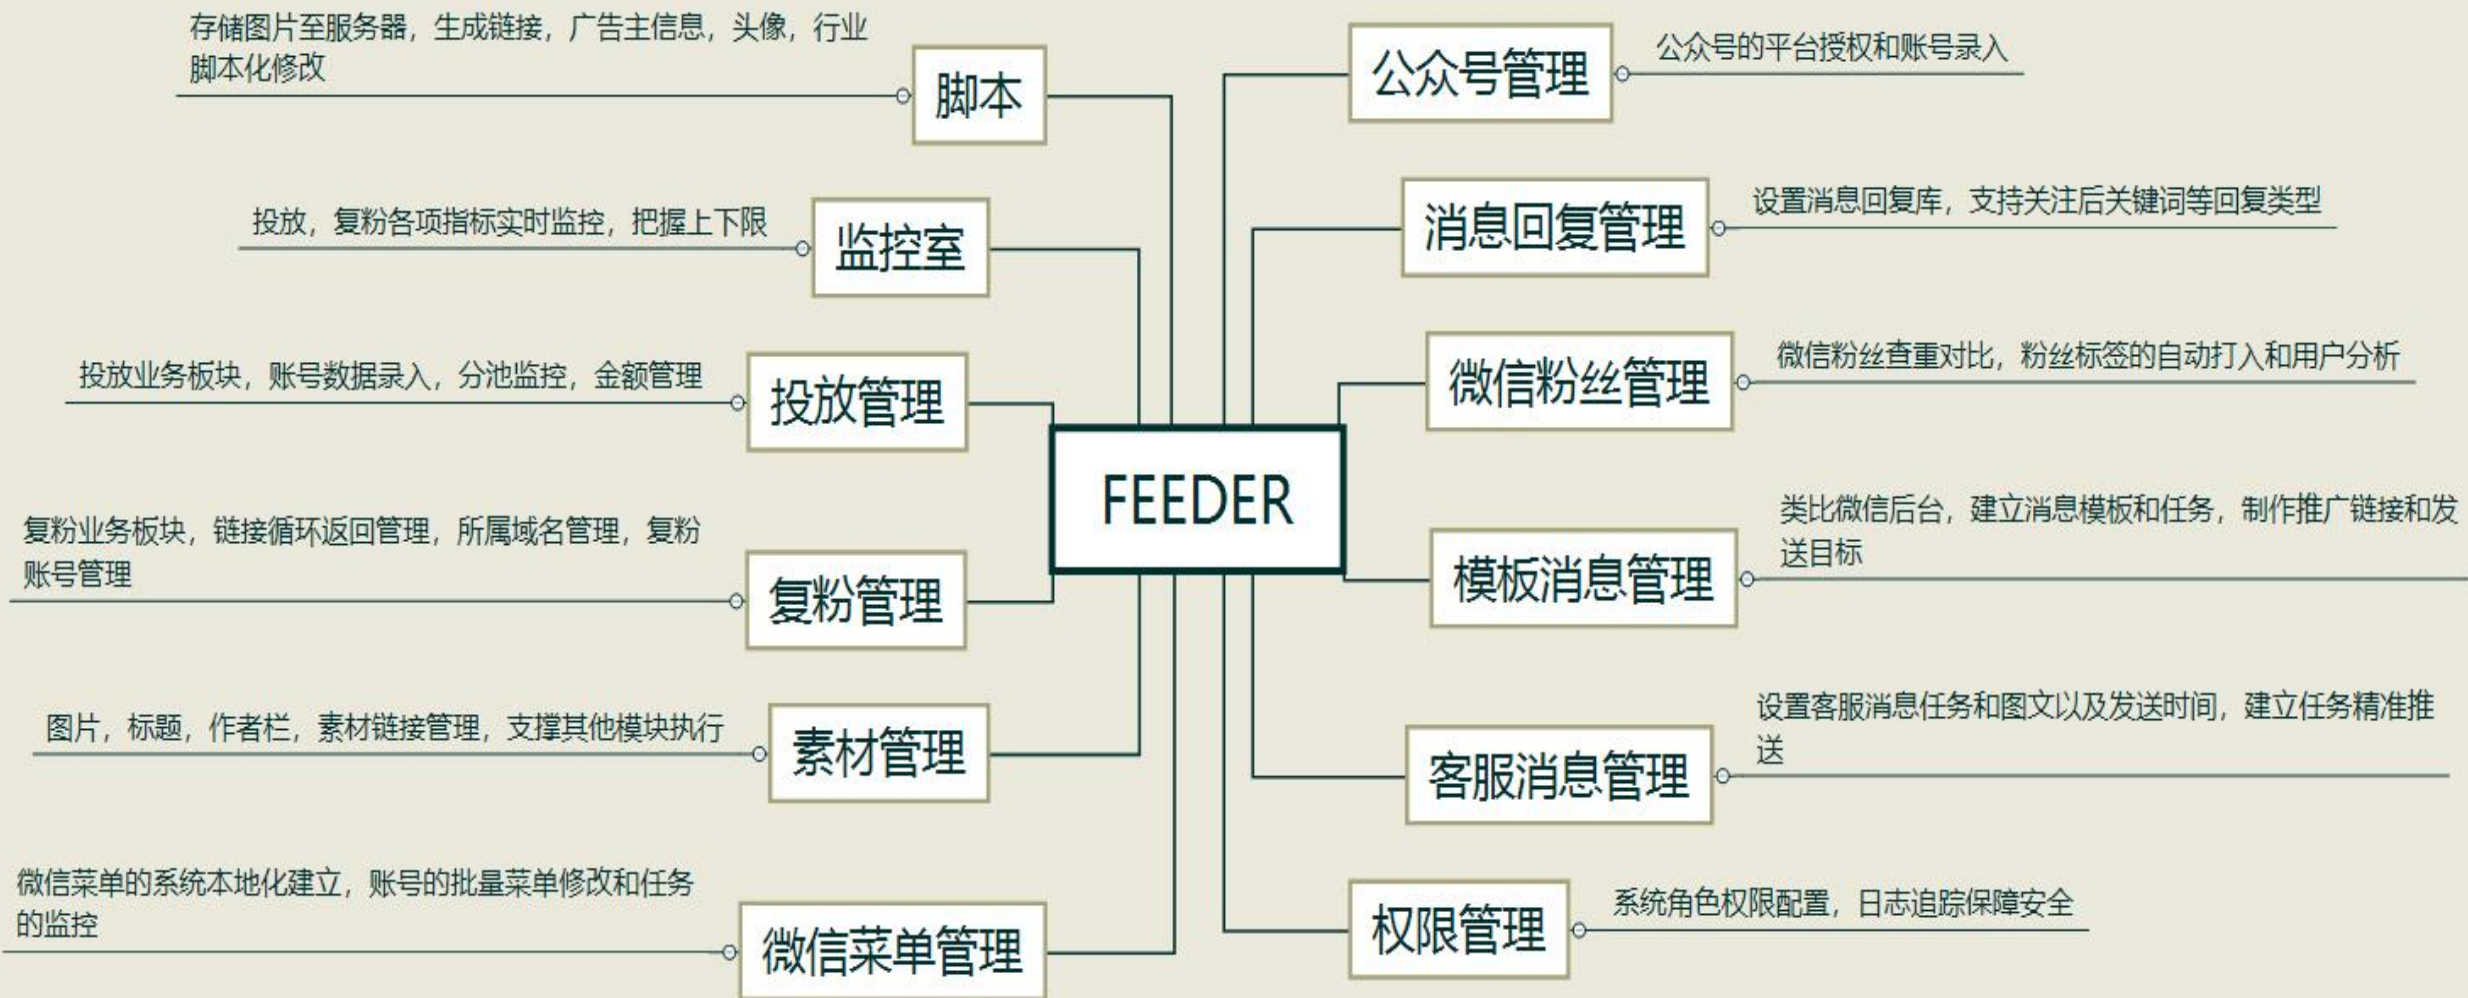 存储图片至服务器，生成链接，广告主信息，头像，行业
脚本化修改
脚本
投放，复粉各项指标实时监控，把握上下限
监控室
投放业务板块，账号数据录入，分池监控，金额管理
投放管理
复粉业务板块，链接循环返回管理，所属域名管理，复粉
账号管理
复粉管理
图片，标题，作者栏，素材链接管理，支撑其他模块执行
素材管理
微信菜单的系统本地化建立，账号的批量菜单修改和任务
的监控
微信菜单管理
FEEDER
公众号管理
公众号的平台授权和账号录入
消息回复管理
设置消息回复库，支持关注后关键词等回复类型
微信粉丝管理
微信粉丝查重对比，粉丝标签的自动打入和用户分析
模板消息管理
类比微信后台，建立消息模板和任务，制作推广链接和发
送目标
客服消息管理
设置客服消息任务和图文以及发送时间，建立任务精准推
送
权限管理
系统角色权限配置，日志追踪保障安全